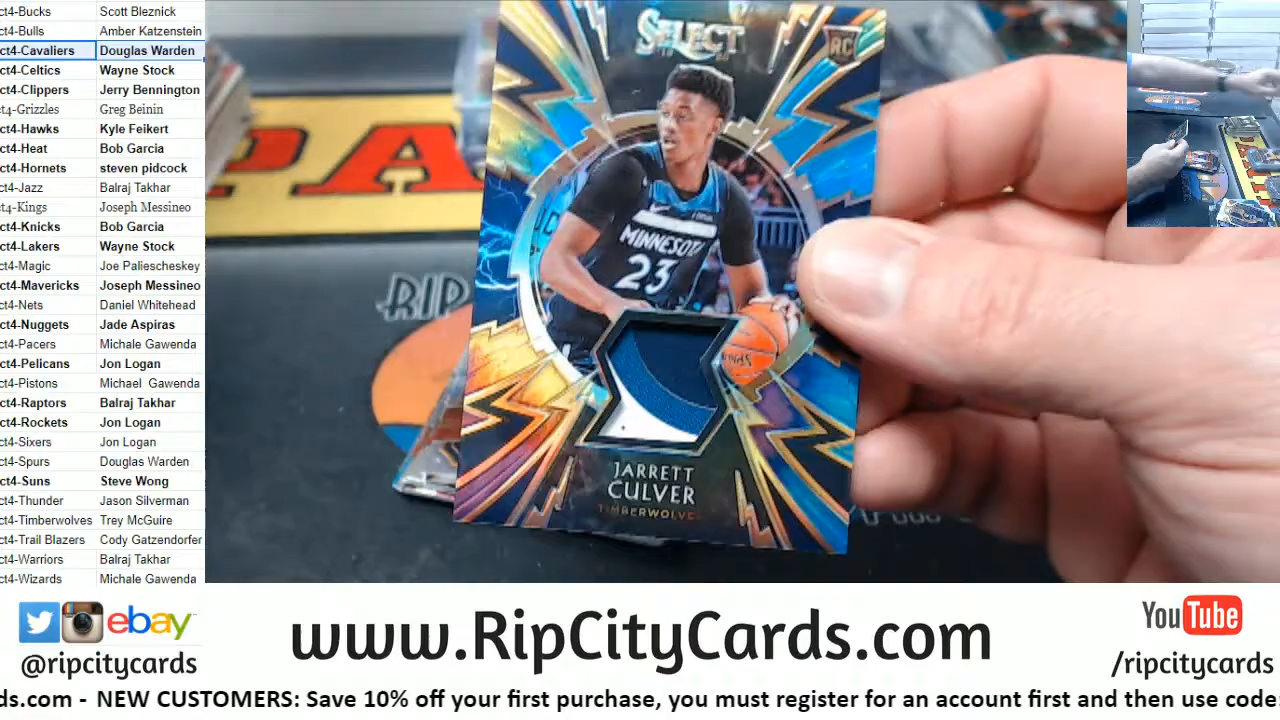 ct4-Bucks Scott Bleznick
ct4-Bulls Amber Katzenstein
ct4-Cavaliers Douglas Warden
ct4-Celtics Wayne Stock
ct4-Clippers Jerry Bennington
ct4-Grizzles Greg Beinin
ct4-Hawks Kyle Feikert
ct4-Heat Bob Garcia
ct4-Hornets steven pidcock
ct4-Jazz Balraj Takhar
ct4-Kings Joseph Messineo
ct4-Knicks Bob Garcia
ct4-Lakers Wayne Stock
ct4-Magic Joe Paliescheskey
ct4-Mavericks Joseph Messineo
ct4-Nets Daniel Whitehead
ct4-Nuggets Jade Aspiras
ct4-Pacers Michale Gawenda
ct4-Pelicans Jon Logan
ct4-Pistons Michael Gawenda
ct4-Raptors Balraj Takhar
ct4-Rockets Jon Logan
ct4-Sixers Jon Logan
ct4-Spurs Douglas Warden
ct4-Suns Steve Wong
ct4-Thunder Jason Silverman
ct4-Timberwolves Trey McGuire
ct4-Trail Blazers Cody Gatzendorfer
ct4-Warriors Balraj Takhar
ct4-Wizards Michale Gawenda
SELECT
RC
MINNESOTA
23
JARRETT
CULVER
TIMBERWOLVES
PA
RIP
ebay
@ripcitycards
www.RipCityCards.com
YouTube
/ripcitycards
ds.com - NEW CUSTOMERS: Save 10% off your first purchase, you must register for an account first and then use code: